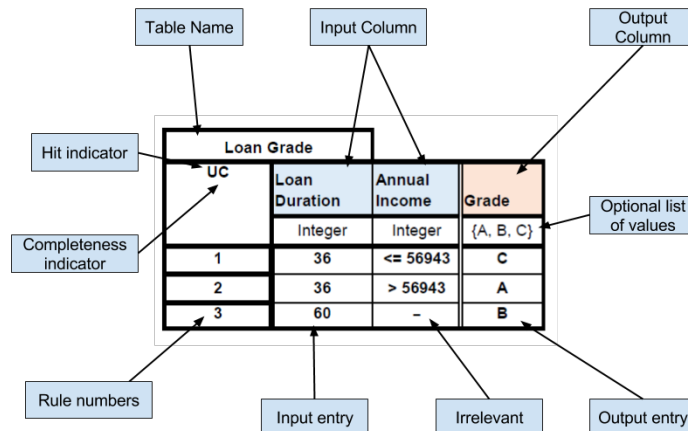 Table Name
Input Column
Output
Column
Loan Grade
Hit indicator
UC
Loan
Duration
Annual
Income
Grade
Optional list
of values
Integer
Integer
{A, B, C}
Completeness
indicator
1
36
<= 56943
C
2
36
> 56943
A
3
60
–
B
Rule numbers
Input entry
Irrelevant
Output entry